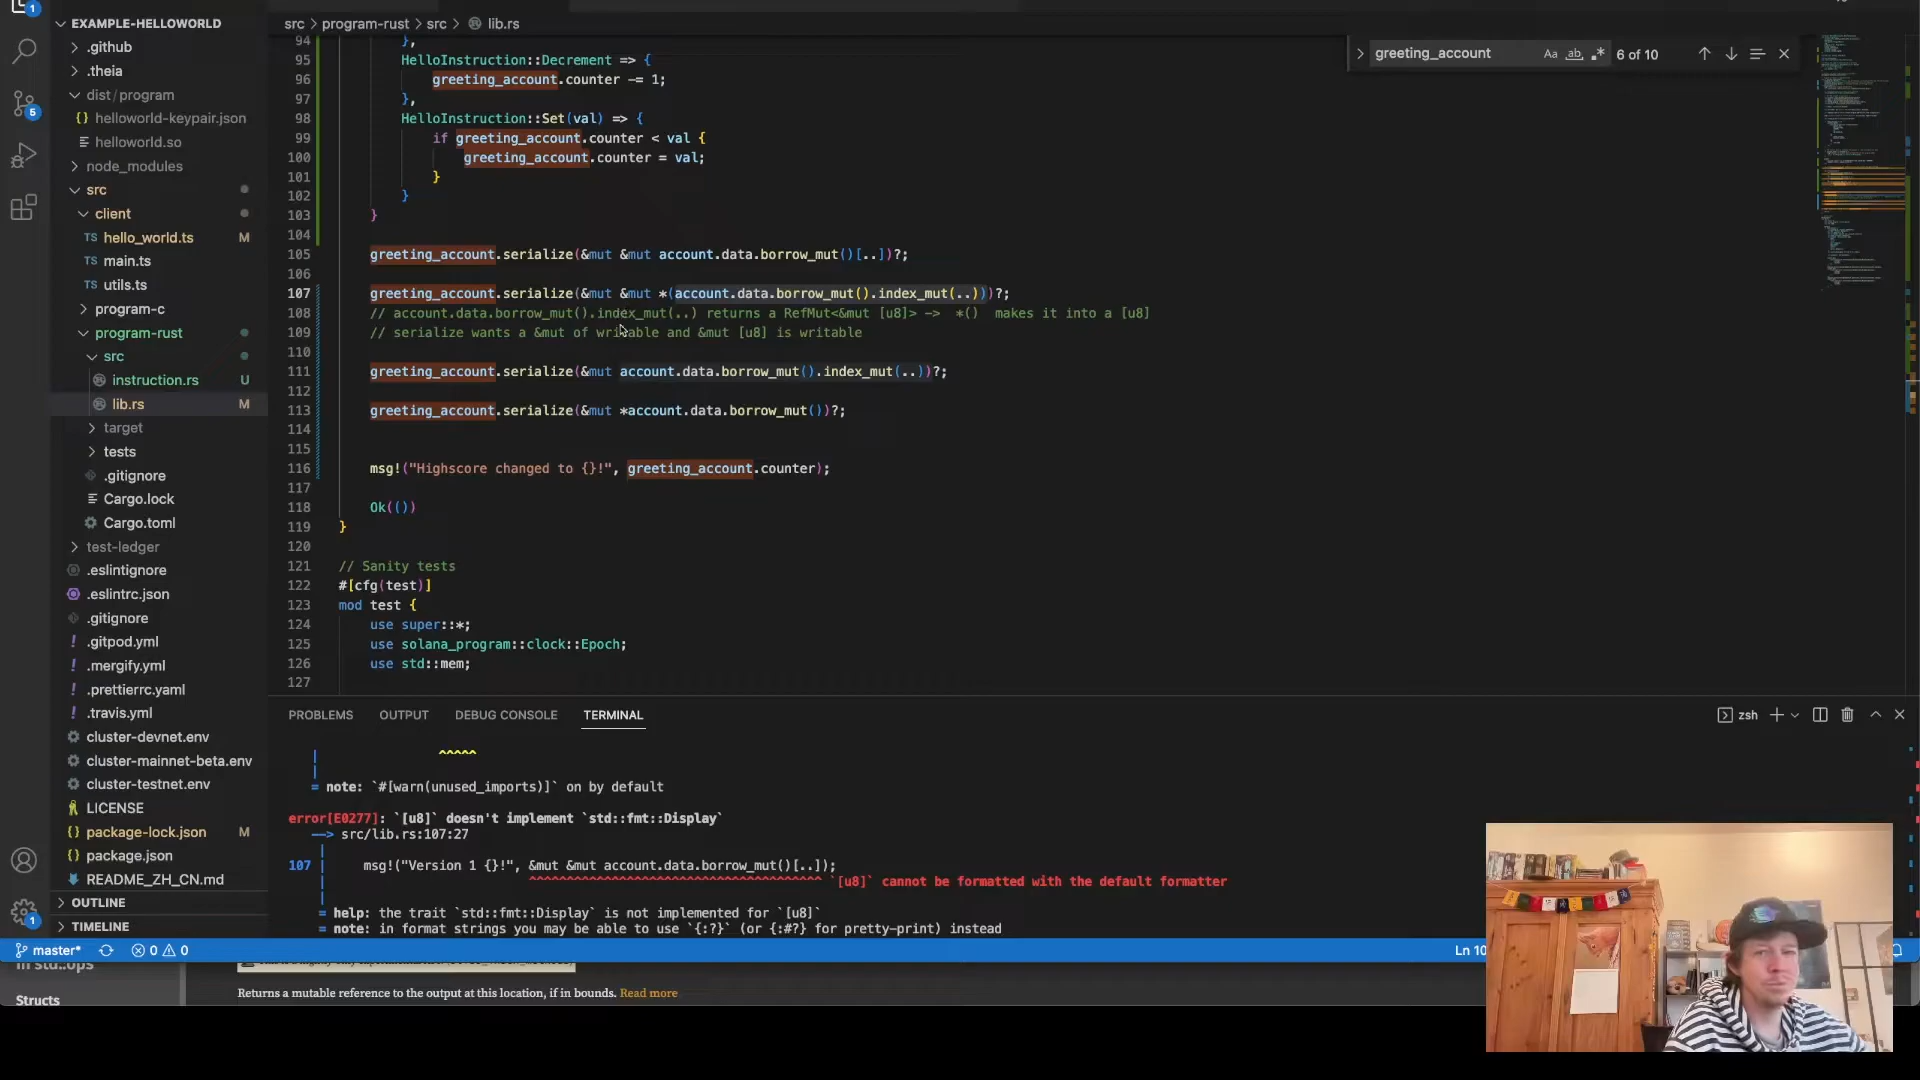 1
EXAMPLE-HELLOWORLD
.github
.theia
dist/program
helloworld-keypair.json
helloworld.so
node_modules
src
client
TS hello_world.ts M
TS main.ts
TS utils.ts
program-c
program-rust
src
instruction.rs U
lib.rs M
target
tests
.gitignore
Cargo.lock
Cargo.toml
test-ledger
.eslintignore
.eslintrc.json
.gitignore
.gitpod.yml
.mergify.yml
.prettierrc.yaml
.travis.yml
cluster-devnet.env
cluster-mainnet-beta.env
cluster-testnet.env
LICENSE
package-lock.json M
package.json
README_ZH_CN.md
OUTLINE
TIMELINE
5
1
src > program-rust > src > lib.rs
greeting_account Aa ab 6 of 10
94 },
95 HelloInstruction::Decrement => {
96 greeting_account.counter -= 1;
97 },
98 HelloInstruction::Set(val) => {
99 if greeting_account.counter < val {
100 greeting_account.counter = val;
101 }
102 }
103 }
104
105 greeting_account.serialize(&mut &mut account.data.borrow_mut()[..])?;
106
107 greeting_account.serialize(&mut &mut *(account.data.borrow_mut().index_mut(..)))?;
108 // account.data.borrow_mut().index_mut(..) returns a RefMut<&mut [u8]> -> *() makes it into a [u8]
109 // serialize wants a &mut of writable and &mut [u8] is writable
110
111 greeting_account.serialize(&mut account.data.borrow_mut().index_mut(..))?;
112
113 greeting_account.serialize(&mut *account.data.borrow_mut())?;
114
115
116 msg!("Highscore changed to {}!", greeting_account.counter);
117
118 Ok(())
119 }
120
121 // Sanity tests
122 #[cfg(test)]
123 mod test {
124 use super::*;
125 use solana_program::clock::Epoch;
126 use std::mem;
127
PROBLEMS OUTPUT DEBUG CONSOLE TERMINAL zsh
|
| ^^^^^
= note: `#[warn(unused_imports)]` on by default
error[E0277]: `[u8]` doesn't implement `std::fmt::Display`
--> src/lib.rs:107:27
|
107 | msg!("Version 1 {}!", &mut &mut account.data.borrow_mut()[..]);
| ^^^^^^^^^^^^^^^^^^^^^^^^^^^^^^^^^^^^^ `[u8]` cannot be formatted with the default formatter
|
= help: the trait `std::fmt::Display` is not implemented for `[u8]`
= note: in format strings you may be able to use `{:?}` (or {:#?} for pretty-print) instead
master* 0 0 Ln 10
Structs
Returns a mutable reference to the output at this location, if in bounds. Read more